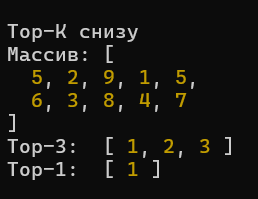 Top-K снизу
Массив: [
  5, 2, 9, 1, 5,
  6, 3, 8, 4, 7
]
Top-3:  [ 1, 2, 3 ]
Top-1:  [ 1 ]